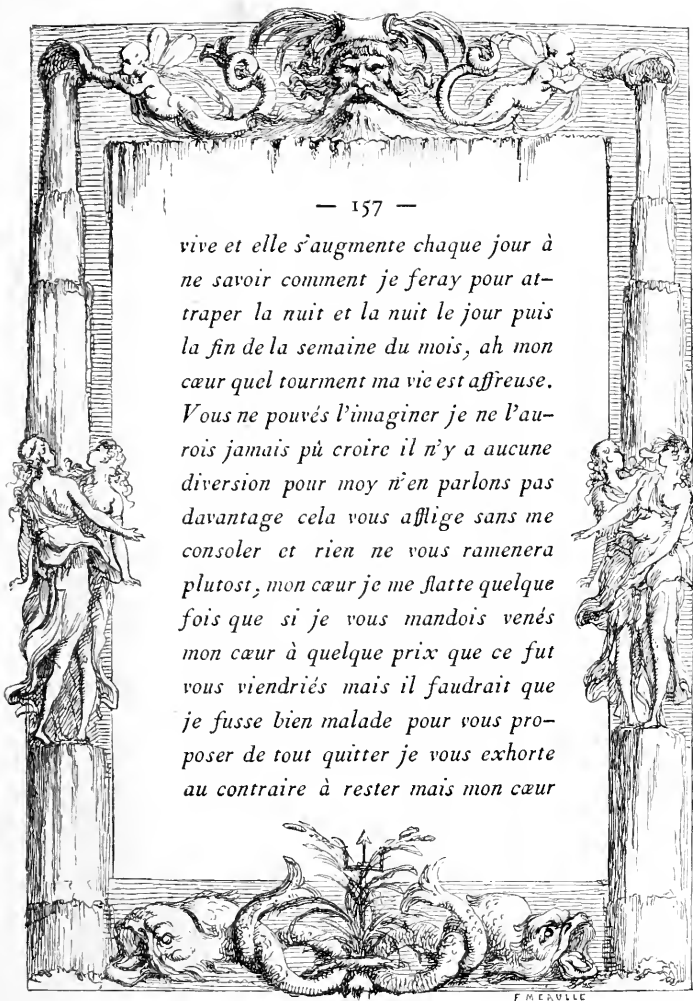 — 157 —
vive et elle s'augmente chaque jour à
ne savoir comment je feray pour at-
traper la nuit et la nuit le jour puis
la fin de la semaine du mois, ah mon
cœur quel tourment ma vie est affreuse.
Vous ne pouvés l'imaginer je ne l'au-
rois jamais pû croire il n'y a aucune
diversion pour moy n'en parlons pas
davantage cela vous afflige sans me
consoler et rien ne vous ramenera
plutost, mon cœur je me flatte quelque
fois que si je vous mandois venés
mon cœur à quelque prix que ce fut
vous viendriés mais il faudrait que
je fusse bien malade pour vous pro-
poser de tout quitter je vous exhorte
au contraire à rester mais mon cœur